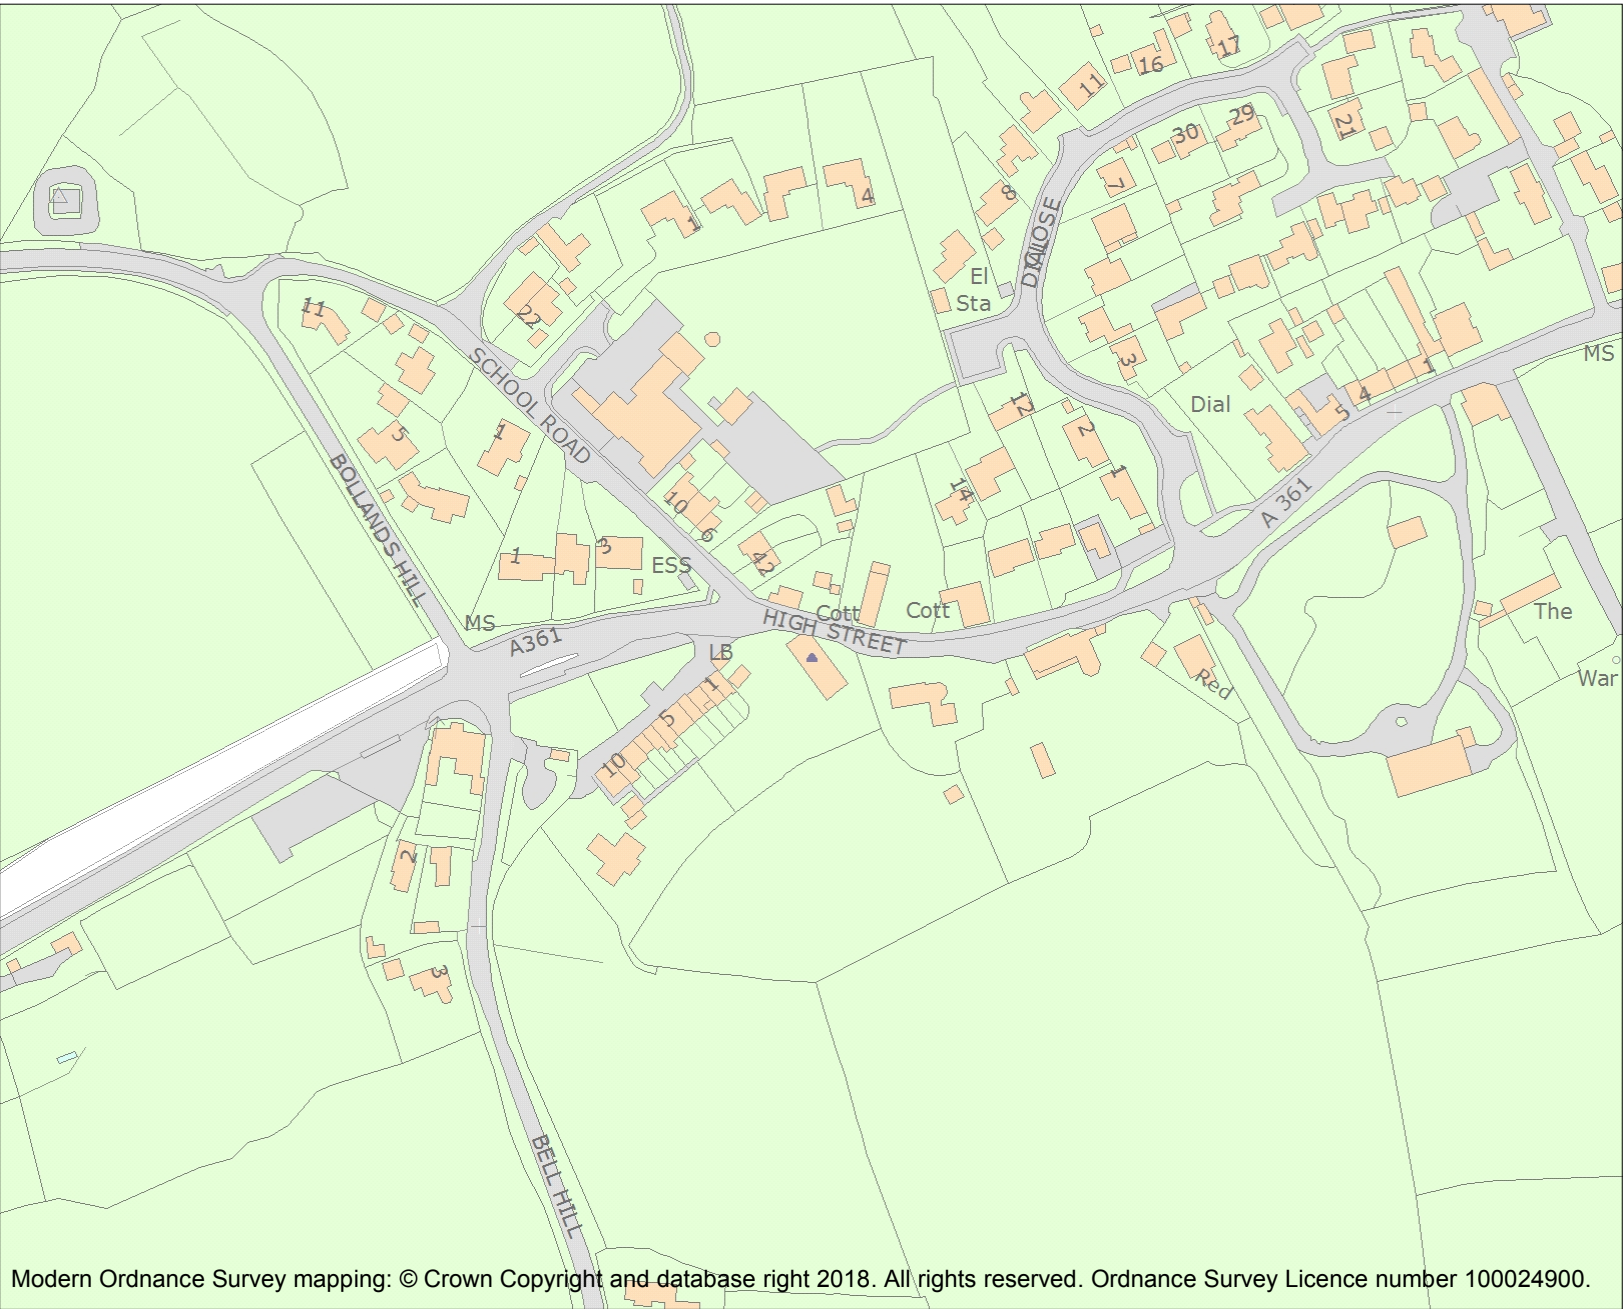 17
16
11
30
29
21
7
8
4
1
DIAL
CLOSE
El
Sta
11
22
3
MS
SCHOOL ROAD
1
4
5
Dial
12
2
5
1
14
1
BOLLANDS HILL
10
6
A 361
1
3
ESS
42
MS
A361
Cott
Cott
The
HIGH STREET
LB
Red
War
1
5
10
2
3
BELL HILL
Modern Ordnance Survey mapping: © Crown Copyright and database right 2018. All rights reserved. Ordnance Survey Licence number 100024900.